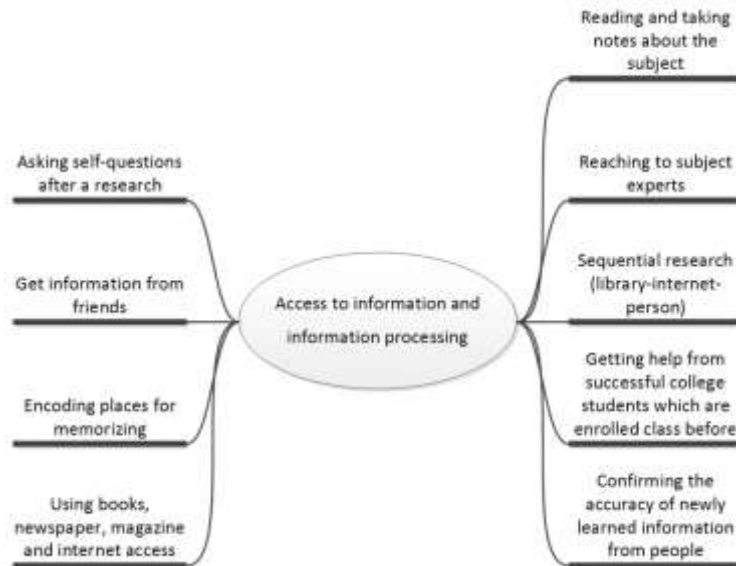 Reading and taking
notes about the
subject
Asking self-questions
after a research
Reaching to subject
experts
Get information from
friends
Access to information and
information processing
Sequential research
(library-internet-
person)
Encoding places for
memorizing
Getting help from
successful college
students which are
enrolled class before
Using books,
newspaper, magazine
and internet access
Confirming the
accuracy of newly
learned information
from people